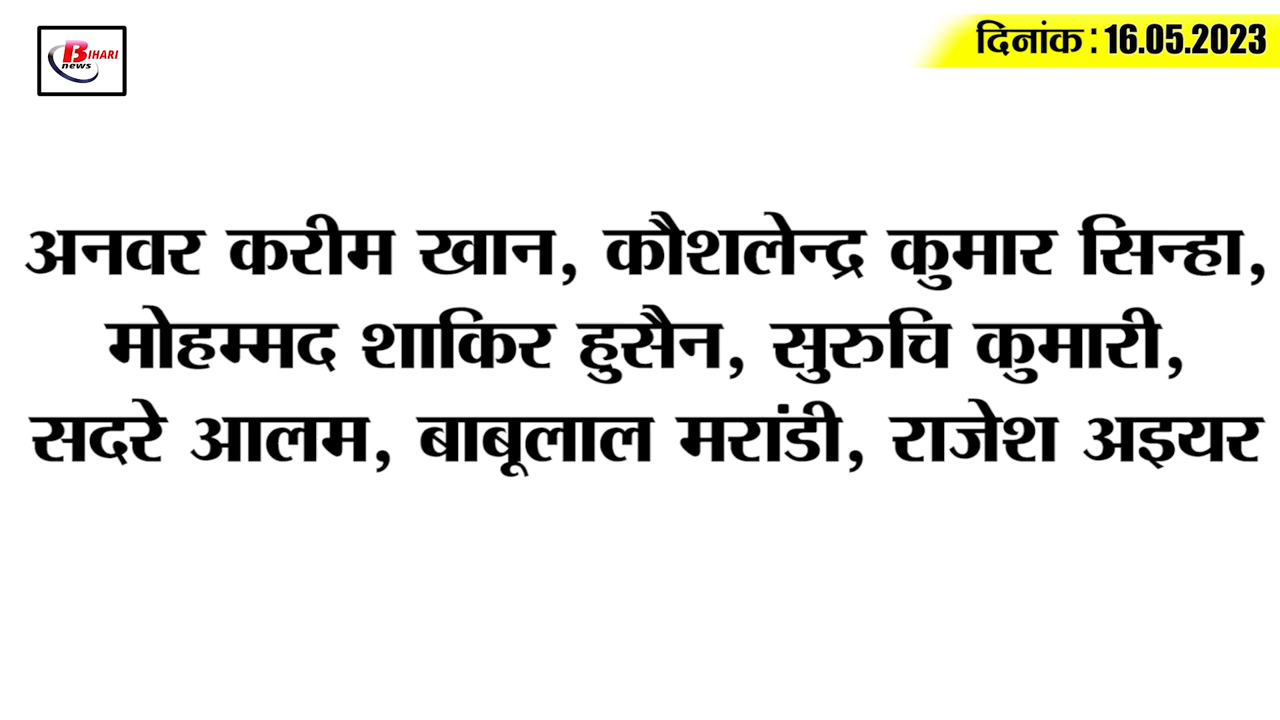 BIHARI
news
दिनांक : 16.05.2023
अनवर करीम खान, कौशलेन्द्र कुमार सिन्हा,
मोहम्मद शाकिर हुसैन, सुरुचि कुमारी,
सदरे आलम, बाबूलाल मरांडी, राजेश अइयर